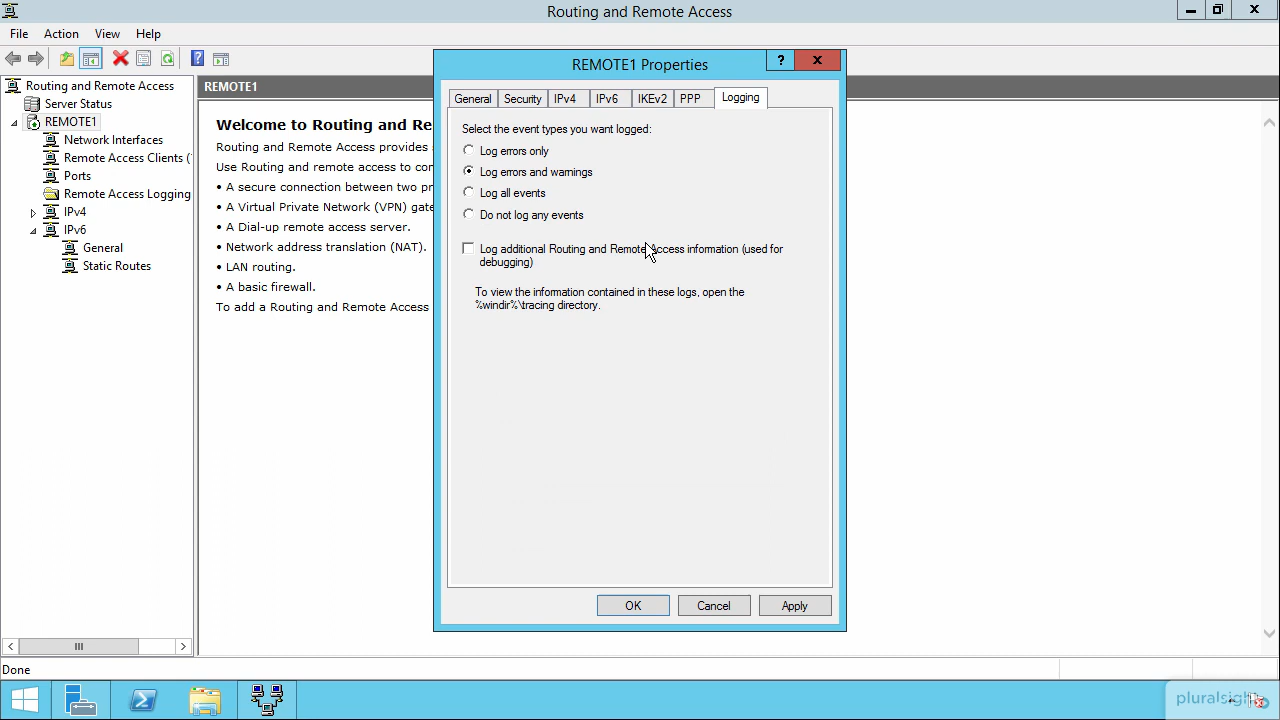 Routing and Remote Access
File Action View Help
Routing and Remote Access
Server Status
REMOTE1
Network Interfaces
Remote Access Clients (
Ports
Remote Access Logging
IPv4
IPv6
General
Static Routes
REMOTE1
Welcome to Routing and Re
Routing and Remote Access provides
Use Routing and remote access to con
• A secure connection between two pr
• A Virtual Private Network (VPN) gate
• A Dial-up remote access server.
• Network address translation (NAT).
• LAN routing.
• A basic firewall.
To add a Routing and Remote Access
REMOTE1 Properties
General Security IPv4 IPv6 IKEv2 PPP Logging
Select the event types you want logged:
Log errors only
Log errors and warnings
Log all events
Do not log any events
Log additional Routing and Remote Access information (used for
debugging)
To view the information contained in these logs, open the
%windir%\tracing directory.
OK Cancel Apply
Done
pluralsight